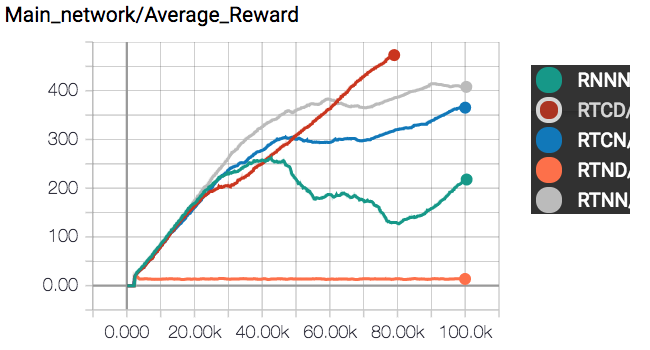 Main_network/Average_Reward
400
300
200
100
0.00
0.000 20.00k 40.00k 60.00k 80.00k 100.0k
RNNN
RTCD/
RTCN/
RTND/
RTNN/